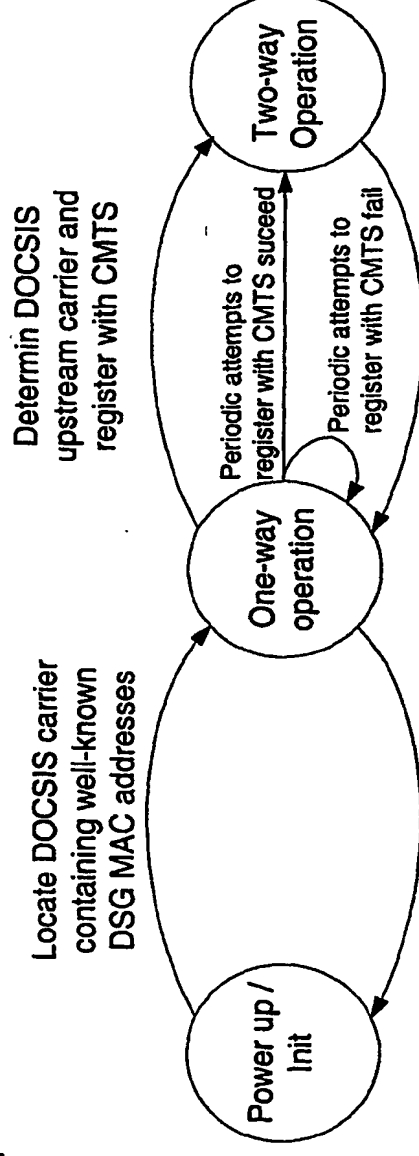 Locate DOCSIS carrier
containing well-known
DSG MAC addresses
Determin DOCSIS
upstream carrier and
register with CMTS
Power up /
Init
One-way
operation
Periodic attempts to
register with CMTS suceed
Periodic attempts to
register with CMTS fail
Two-way
Operation